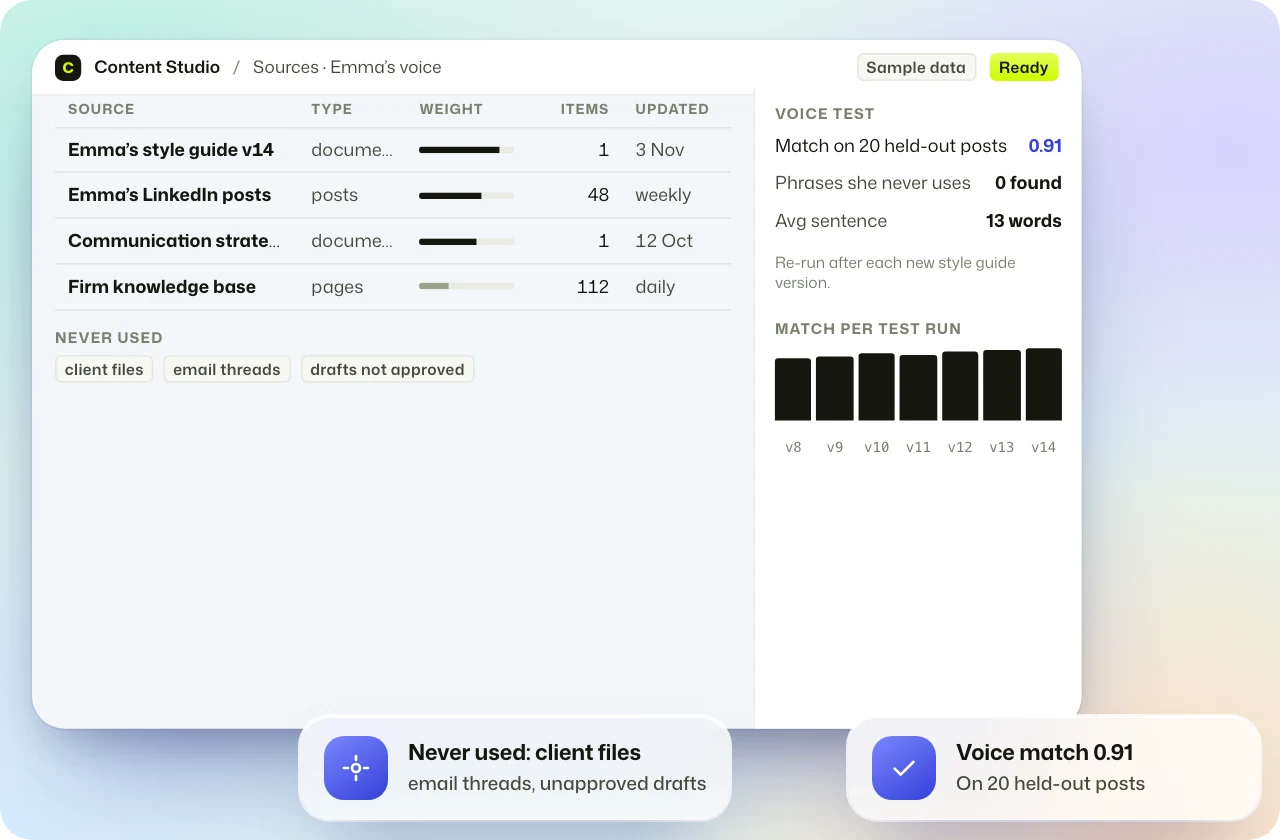 C Content Studio / Sources · Emma’s voice Sample data Ready
SOURCE TYPE WEIGHT ITEMS UPDATED
Emma’s style guide v14 docume... 1 3 Nov
Emma’s LinkedIn posts posts 48 weekly
Communication strate... docume... 1 12 Oct
Firm knowledge base pages 112 daily
NEVER USED
client files email threads drafts not approved
VOICE TEST
Match on 20 held-out posts 0.91
Phrases she never uses 0 found
Avg sentence 13 words
Re-run after each new style guide
version.
MATCH PER TEST RUN
v8 v9 v10 v11 v12 v13 v14
Never used: client files
email threads, unapproved drafts
Voice match 0.91
On 20 held-out posts